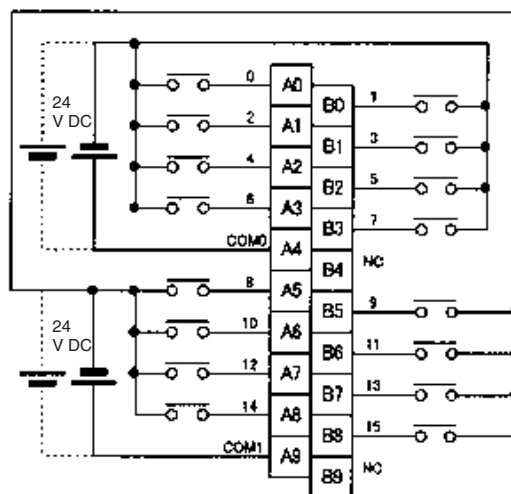 24
V DC
0 A0
B0 1
2 A1
B1 3
4 A2
B2 5
6 A3
B3 7
COM0 A4
B4 NC
8 A5
B5 9
10 A6
B6 11
12 A7
B7 13
14 A8
B8 15
COM1 A9
B9 NC
24
V DC